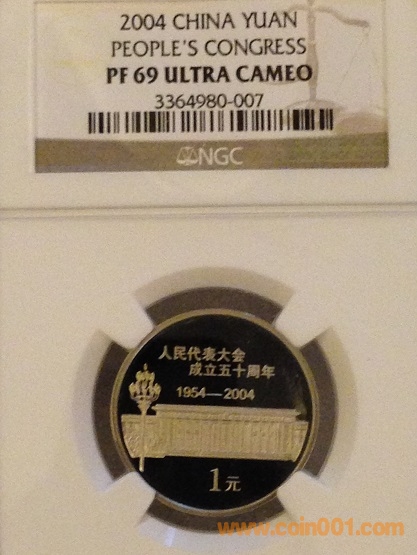 2004 CHINA YUAN
PEOPLE'S CONGRESS
PF 69 ULTRA CAMEO
3364980-007
NGC
人民代表大会
成立五十周年
1954—2004
1元
www.coin001.com